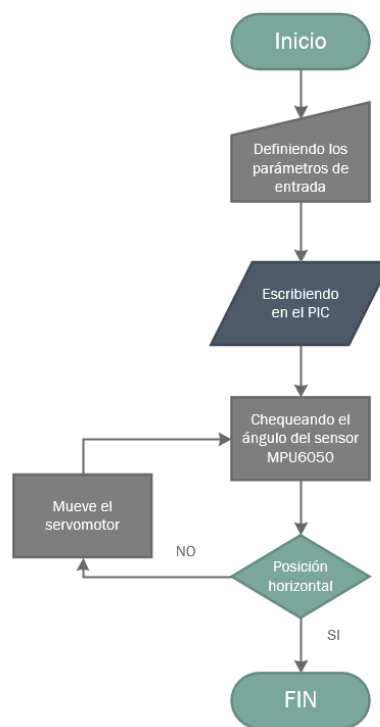 Inicio
Definiendo los
parámetros de
entrada
Escribiendo
en el PIC
Chequeando el
ángulo del sensor
MPU6050
Mueve el
servomotor
NO
Posición
horizontal
SI
FIN